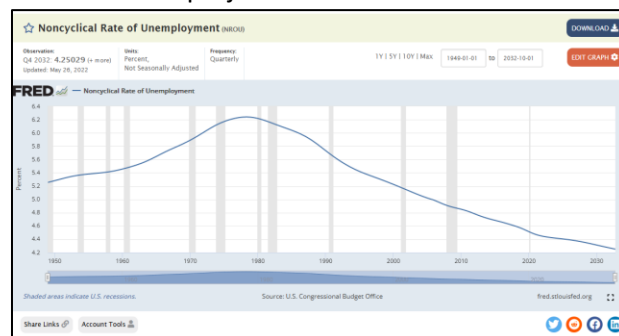 Noncyclical Rate of Unemployment (NROU)
DOWNLOAD
Observation:
Q4 2032: 4.25029 (+ more)
Updated: May 28, 2022
Units:
Percent,
Not Seasonally Adjusted
Frequency:
Quarterly
1Y | 5Y | 10Y | Max
1949-01-01 to 2032-10-01
EDIT GRAPH
FRED — Noncyclical Rate of Unemployment
6.4
6.2
6.0
5.8
5.6
5.4
5.2
5.0
4.8
4.6
4.4
4.2
Percent
1950 1960 1970 1980 1990 2000 2010 2020 2030
Shaded areas indicate U.S. recessions.
Source: U.S. Congressional Budget Office
fred.stlouisfed.org
Share Links
Account Tools